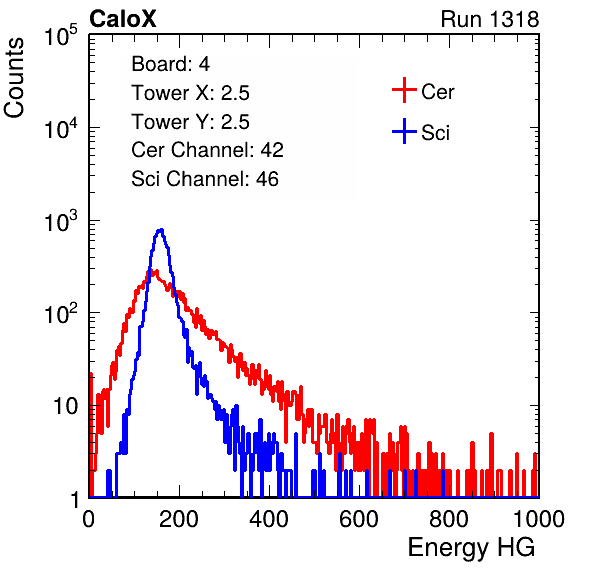 CaloX Run 1318
Counts
10^5
10^4
10^3
10^2
10
1
Board: 4
Tower X: 2.5
Tower Y: 2.5
Cer Channel: 42
Sci Channel: 46
Cer
Sci
0 200 400 600 800 1000
Energy HG